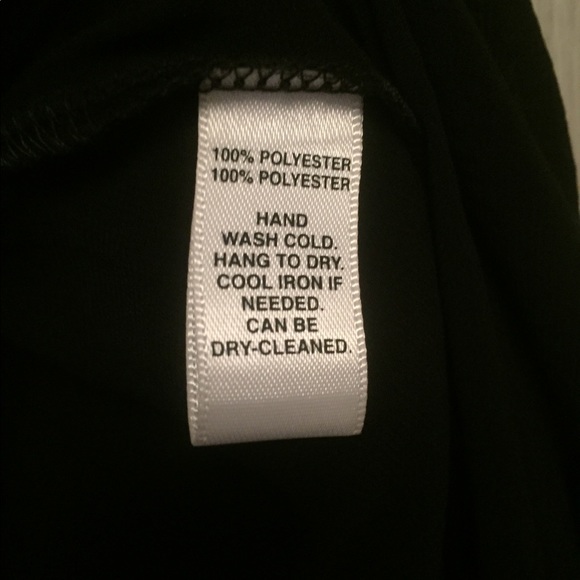 100% POLYESTER
100% POLYESTER
HAND
WASH COLD.
HANG TO DRY.
COOL IRON IF
NEEDED.
CAN BE
DRY-CLEANED.